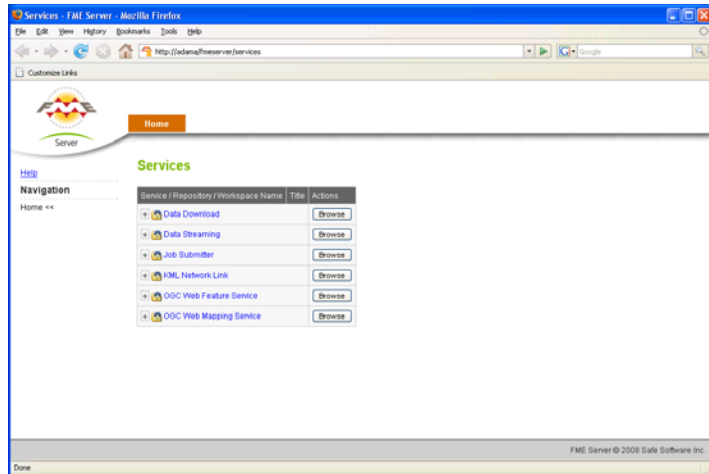 Services - FME Server - Mozilla Firefox
File Edit View History Bookmarks Tools Help
http://adama/fmeserver/services
Google
Customize Links
FME
Server
Home
Help
Navigation
Home <<
Services
Service / Repository / Workspace Name Title Actions
Data Download Browse
Data Streaming Browse
Job Submitter Browse
KML Network Link Browse
OGC Web Feature Service Browse
OGC Web Mapping Service Browse
FME Server © 2008 Safe Software Inc.
Done